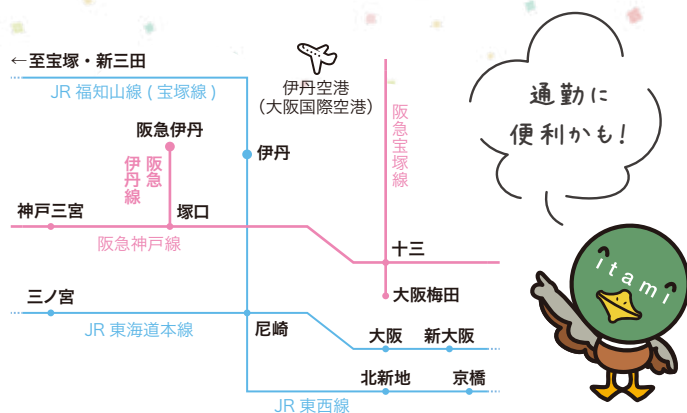 ←至宝塚・新三田
JR 福知山線 ( 宝塚線 )
伊丹空港
（大阪国際空港）
阪急宝塚線
通勤に
便利かも！
阪急伊丹
阪急
伊丹線
伊丹
神戸三宮
塚口
阪急神戸線
十三
大阪梅田
三ノ宮
JR 東海道本線
尼崎
大阪
新大阪
北新地
京橋
JR 東西線
itami